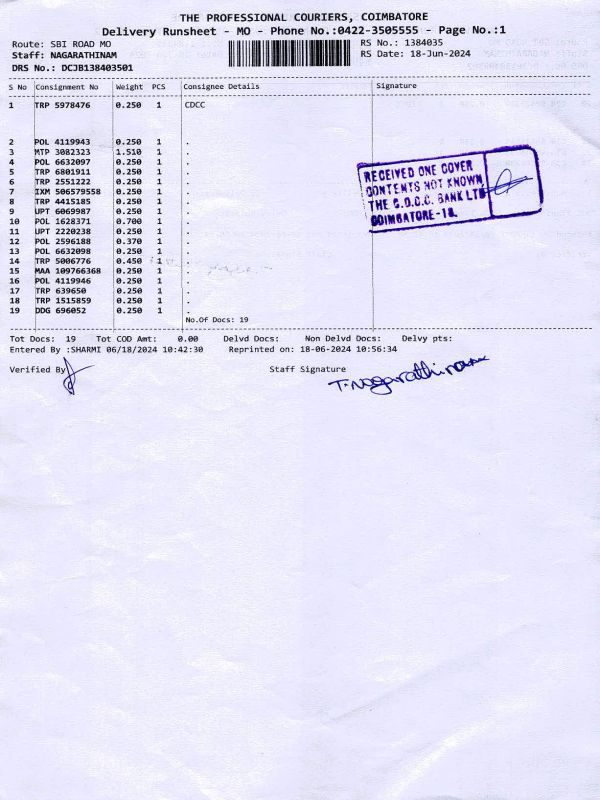 THE PROFESSIONAL COURIERS, COIMBATORE
Delivery Runsheet - MO - Phone No.:0422-3505555 - Page No.:1
Route: SBI ROAD MO RS No.: 1384035
Staff: NAGARATHINAM RS Date: 18-Jun-2024
DRS No.: DCJB138403501
S No Consignment No Weight PCS Consignee Details Signature
1 TRP 5978476 0.250 1 CDCC
2 POL 4119943 0.250 1 .
3 MTP 3082323 1.510 1 .
4 POL 6632097 0.250 1 .
5 TRP 6801911 0.250 1 .
6 TRP 2551222 0.250 1 .
7 IXM 506579558 0.250 1 .
8 TRP 4415185 0.250 1 .
9 UPT 6069987 0.250 1 .
10 POL 1628371 0.700 1 .
11 UPT 2220238 0.250 1 .
12 POL 2596188 0.370 1 .
13 POL 6632098 0.250 1 .
14 TRP 5006776 0.450 1 .
15 MAA 109766368 0.250 1 .
16 POL 4119946 0.250 1 .
17 TRP 639650 0.250 1 .
18 TRP 1515859 0.250 1 .
19 DDG 696052 0.250 1 .
No.Of Docs: 19
RECEIVED ONE COVER
CONTENTS NOT KNOWN
THE C.D.C.C. BANK LTD
COIMBATORE-18.
Tot Docs: 19 Tot COD Amt: 0.00 Delvd Docs: Non Delvd Docs: Delvy pts:
Entered By :SHARMI 06/18/2024 10:42:30 Reprinted on: 18-06-2024 10:56:34
Verified By Staff Signature
T.Nagarathinam